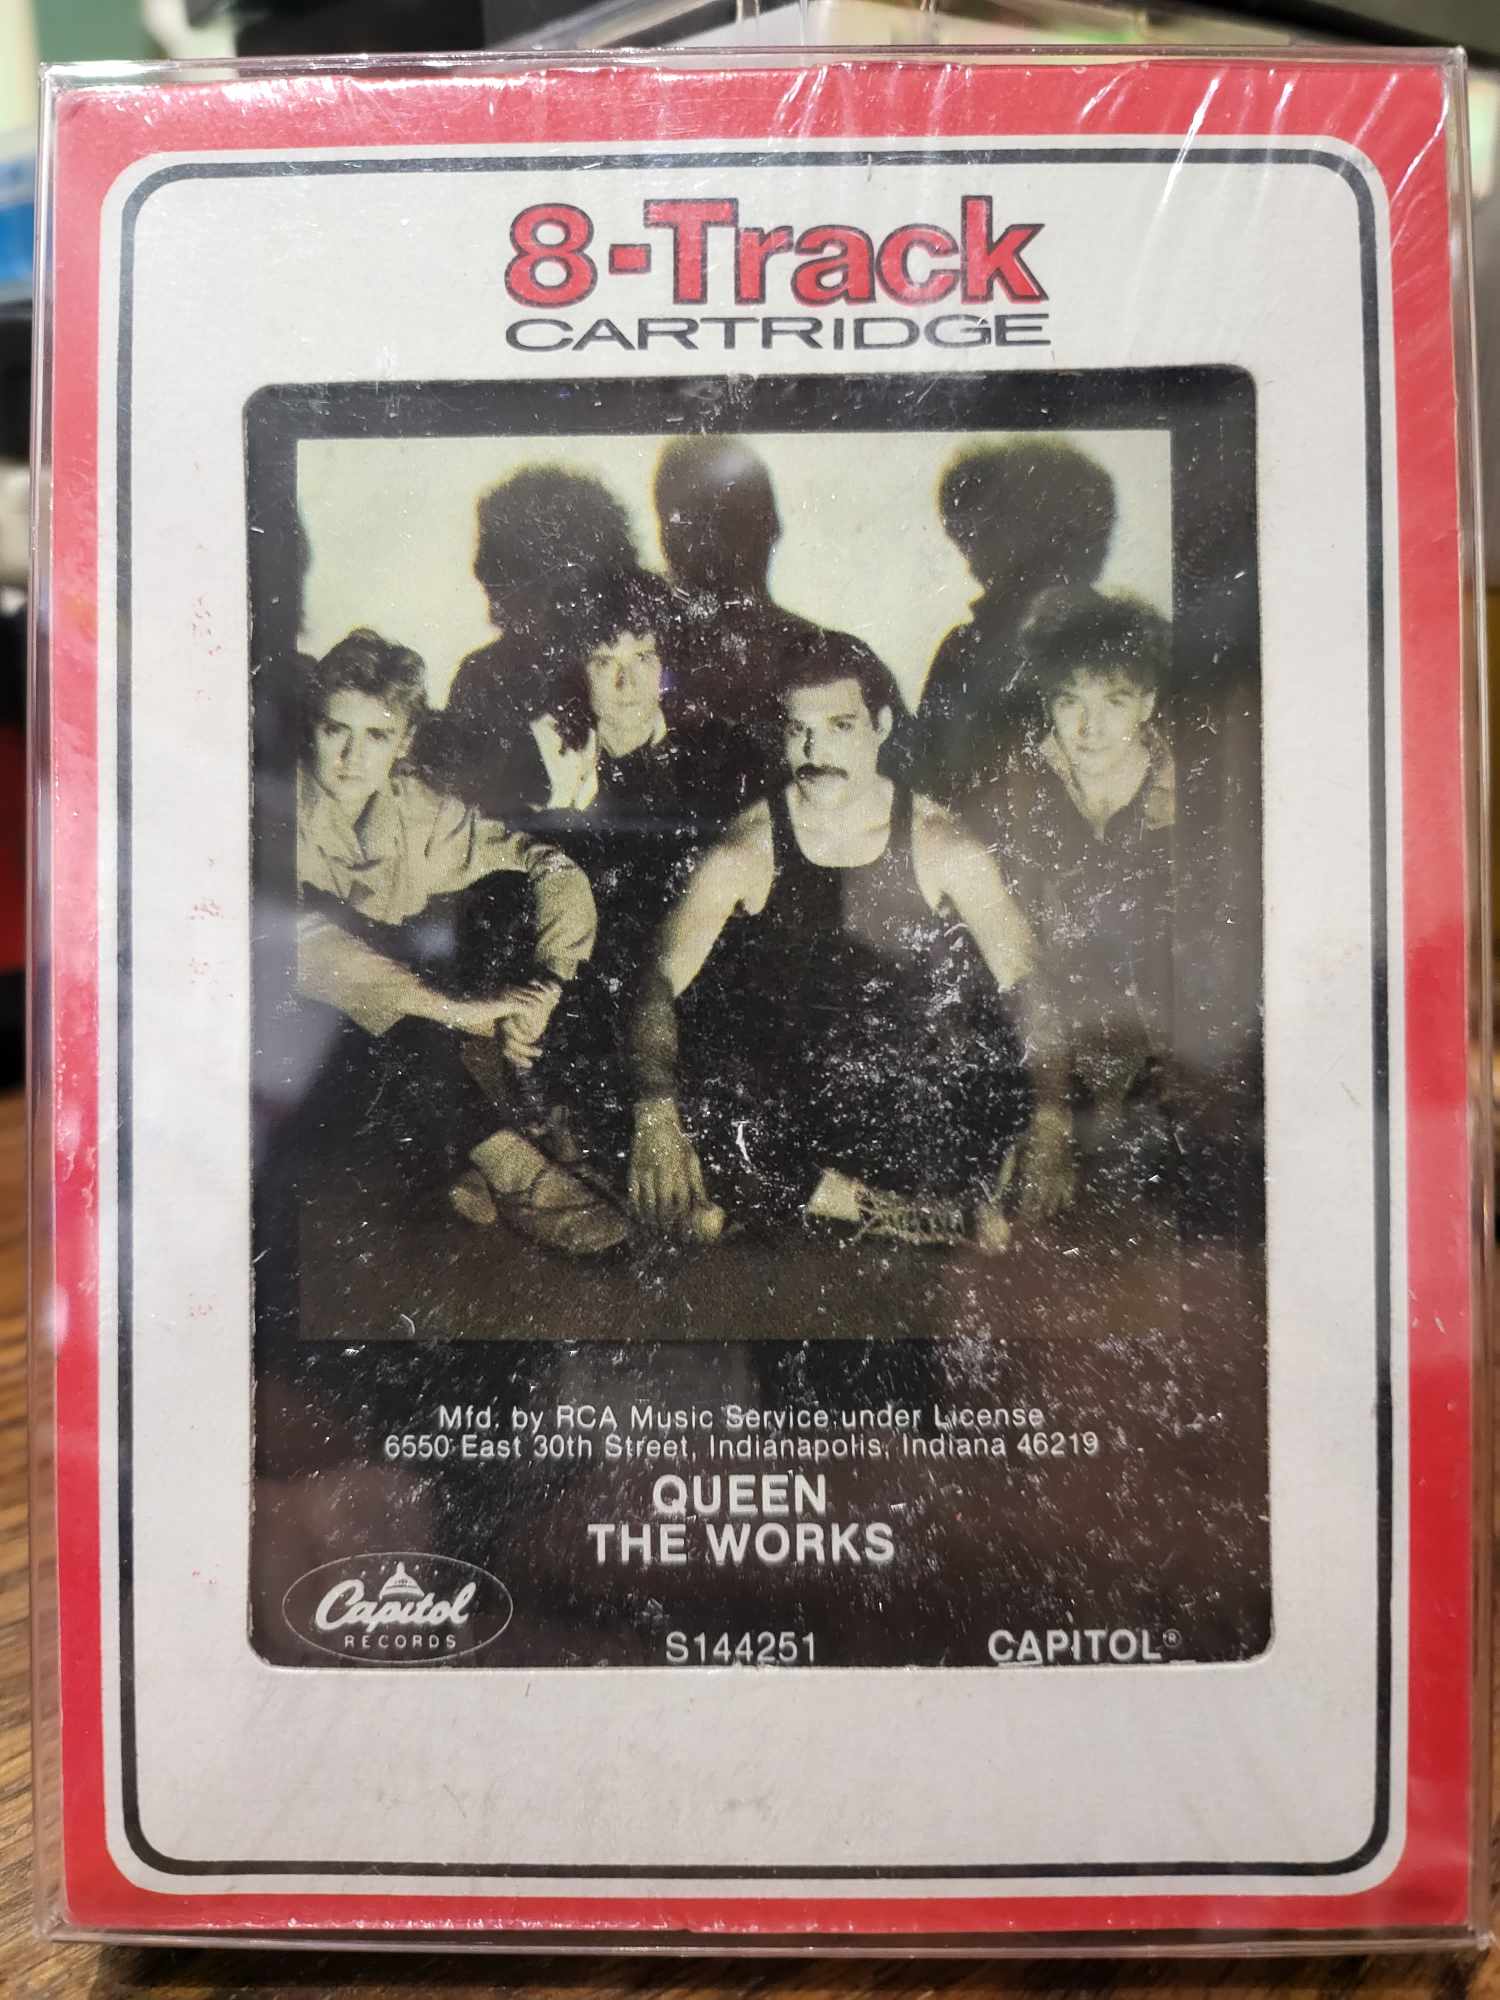 8-Track
CARTRIDGE
Mfd. by RCA Music Service under License
6550 East 30th Street, Indianapolis, Indiana 46219
QUEEN
THE WORKS
Capitol
RECORDS
S144251
CAPITOL®